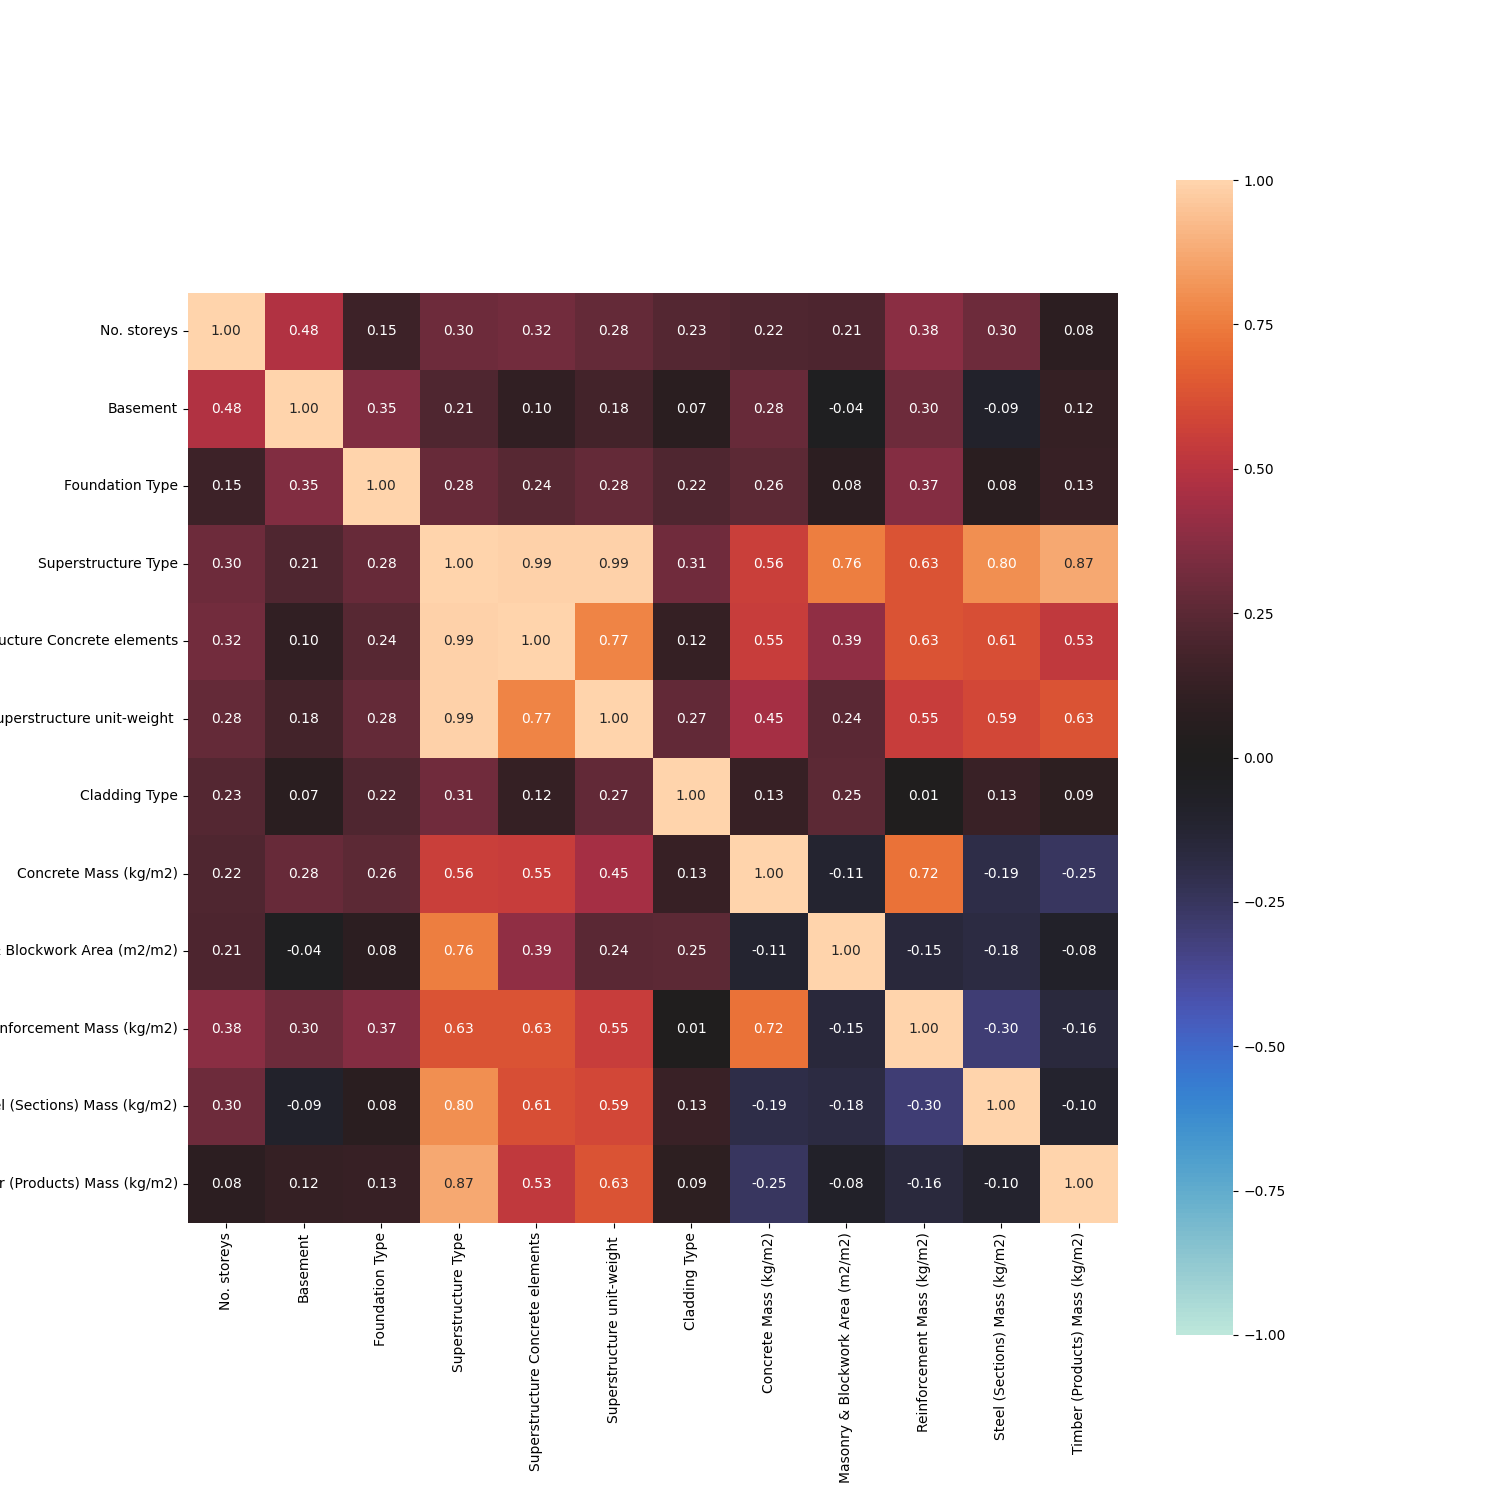 1.00
0.75
0.50
0.25
0.00
−0.25
−0.50
−0.75
−1.00
No. storeys 1.00 0.48 0.15 0.30 0.32 0.28 0.23 0.22 0.21 0.38 0.30 0.08
Basement 0.48 1.00 0.35 0.21 0.10 0.18 0.07 0.28 -0.04 0.30 -0.09 0.12
Foundation Type 0.15 0.35 1.00 0.28 0.24 0.28 0.22 0.26 0.08 0.37 0.08 0.13
Superstructure Type 0.30 0.21 0.28 1.00 0.99 0.99 0.31 0.56 0.76 0.63 0.80 0.87
ucture Concrete elements 0.32 0.10 0.24 0.99 1.00 0.77 0.12 0.55 0.39 0.63 0.61 0.53
uperstructure unit-weight 0.28 0.18 0.28 0.99 0.77 1.00 0.27 0.45 0.24 0.55 0.59 0.63
Cladding Type 0.23 0.07 0.22 0.31 0.12 0.27 1.00 0.13 0.25 0.01 0.13 0.09
Concrete Mass (kg/m2) 0.22 0.28 0.26 0.56 0.55 0.45 0.13 1.00 -0.11 0.72 -0.19 -0.25
Blockwork Area (m2/m2) 0.21 -0.04 0.08 0.76 0.39 0.24 0.25 -0.11 1.00 -0.15 -0.18 -0.08
nforcement Mass (kg/m2) 0.38 0.30 0.37 0.63 0.63 0.55 0.01 0.72 -0.15 1.00 -0.30 -0.16
l (Sections) Mass (kg/m2) 0.30 -0.09 0.08 0.80 0.61 0.59 0.13 -0.19 -0.18 -0.30 1.00 -0.10
r (Products) Mass (kg/m2) 0.08 0.12 0.13 0.87 0.53 0.63 0.09 -0.25 -0.08 -0.16 -0.10 1.00
No. storeys
Basement
Foundation Type
Superstructure Type
Superstructure Concrete elements
Superstructure unit-weight
Cladding Type
Concrete Mass (kg/m2)
Masonry & Blockwork Area (m2/m2)
Reinforcement Mass (kg/m2)
Steel (Sections) Mass (kg/m2)
Timber (Products) Mass (kg/m2)